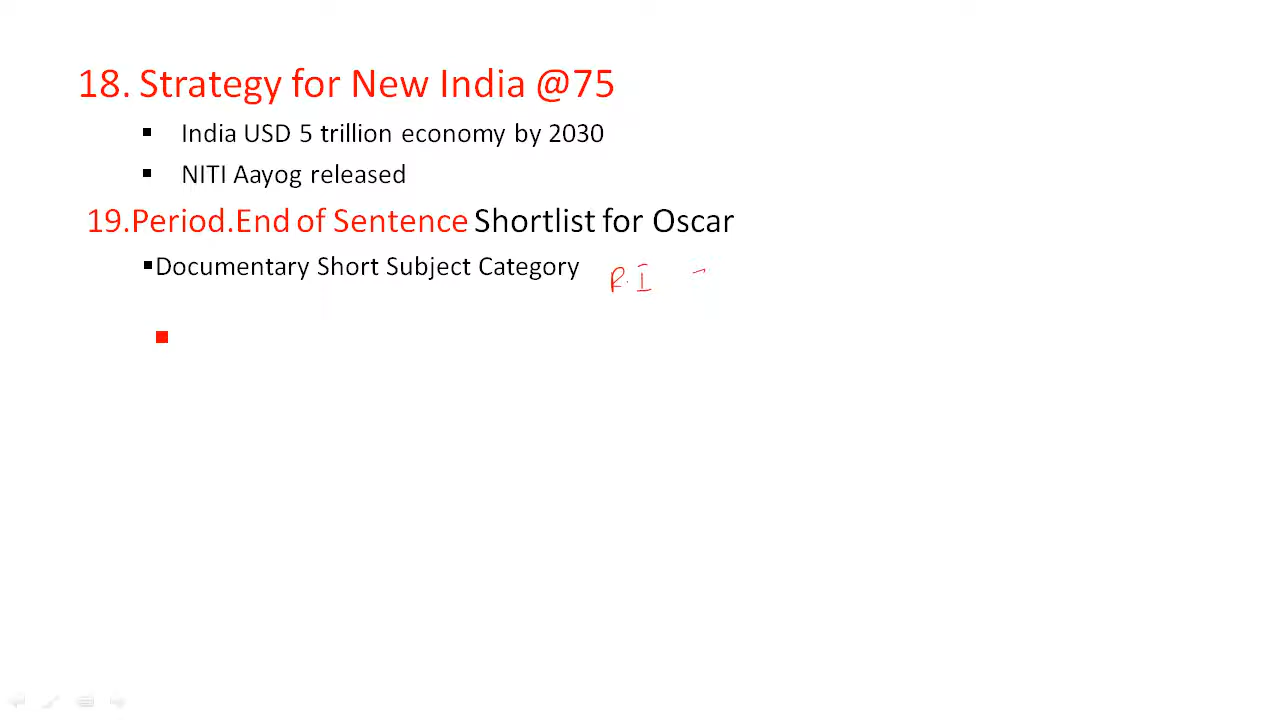 18. Strategy for New India @75
▪ India USD 5 trillion economy by 2030
▪ NITI Aayog released
19.Period.End of Sentence Shortlist for Oscar
▪Documentary Short Subject Category
R.I